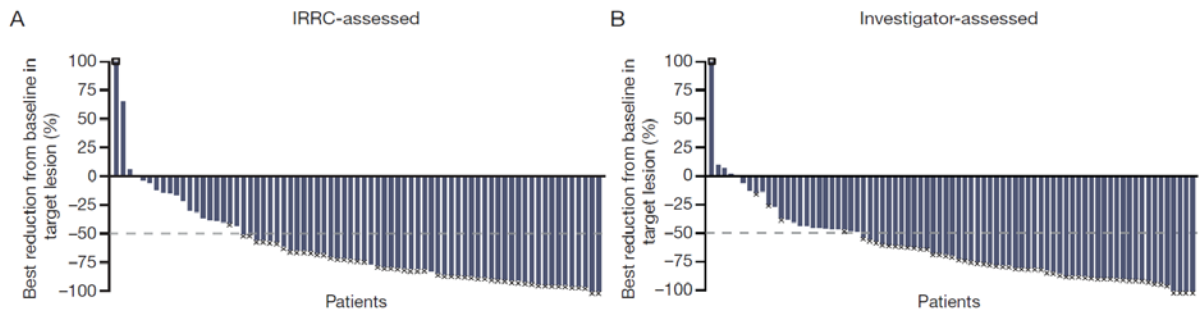 A
IRRC-assessed
Best reduction from baseline in
target lesion (%)
100
75
50
25
0
−25
−50
−75
−100
Patients
B
Investigator-assessed
Best reduction from baseline in
target lesion (%)
100
75
50
25
0
−25
−50
−75
−100
Patients